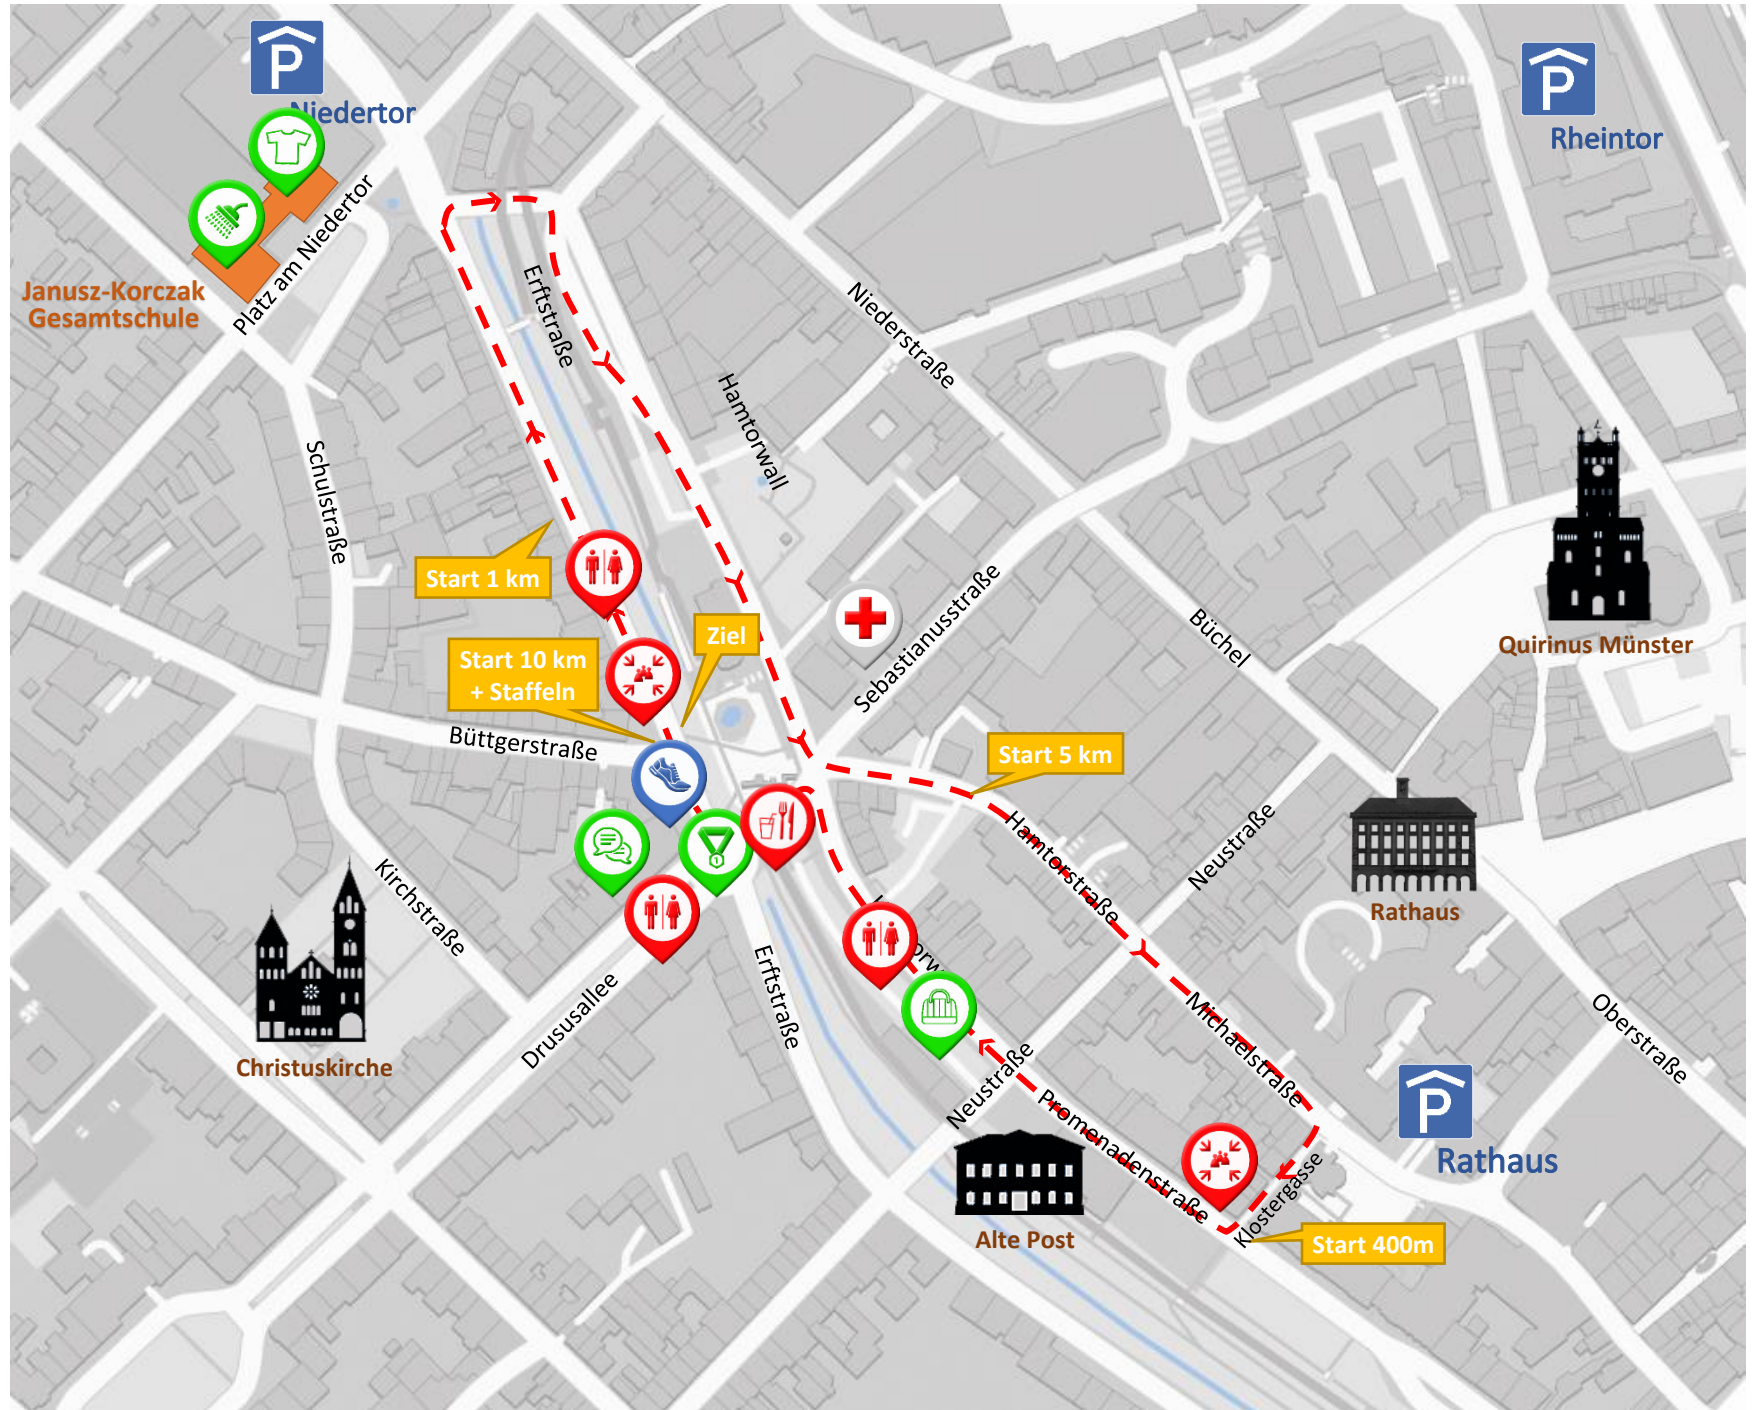 P
Niedertor
P
Rheintor
Janusz-Korczak
Gesamtschule
Platz am Niedertor
Erftstraße
Niederstraße
Hamtorwall
Schulstraße
Start 1 km
Start 10 km
+ Staffeln
Ziel
Sebastianusstraße
Büchel
Quirinus Münster
Büttgerstraße
Start 5 km
Hamtorstraße
Neustraße
Rathaus
Kirchstraße
1
Drususallee
Christuskirche
Erftstraße
Michaelstraße
Oberstraße
Neustraße
Promenadenstraße
P
Rathaus
Klostergasse
Alte Post
Start 400m